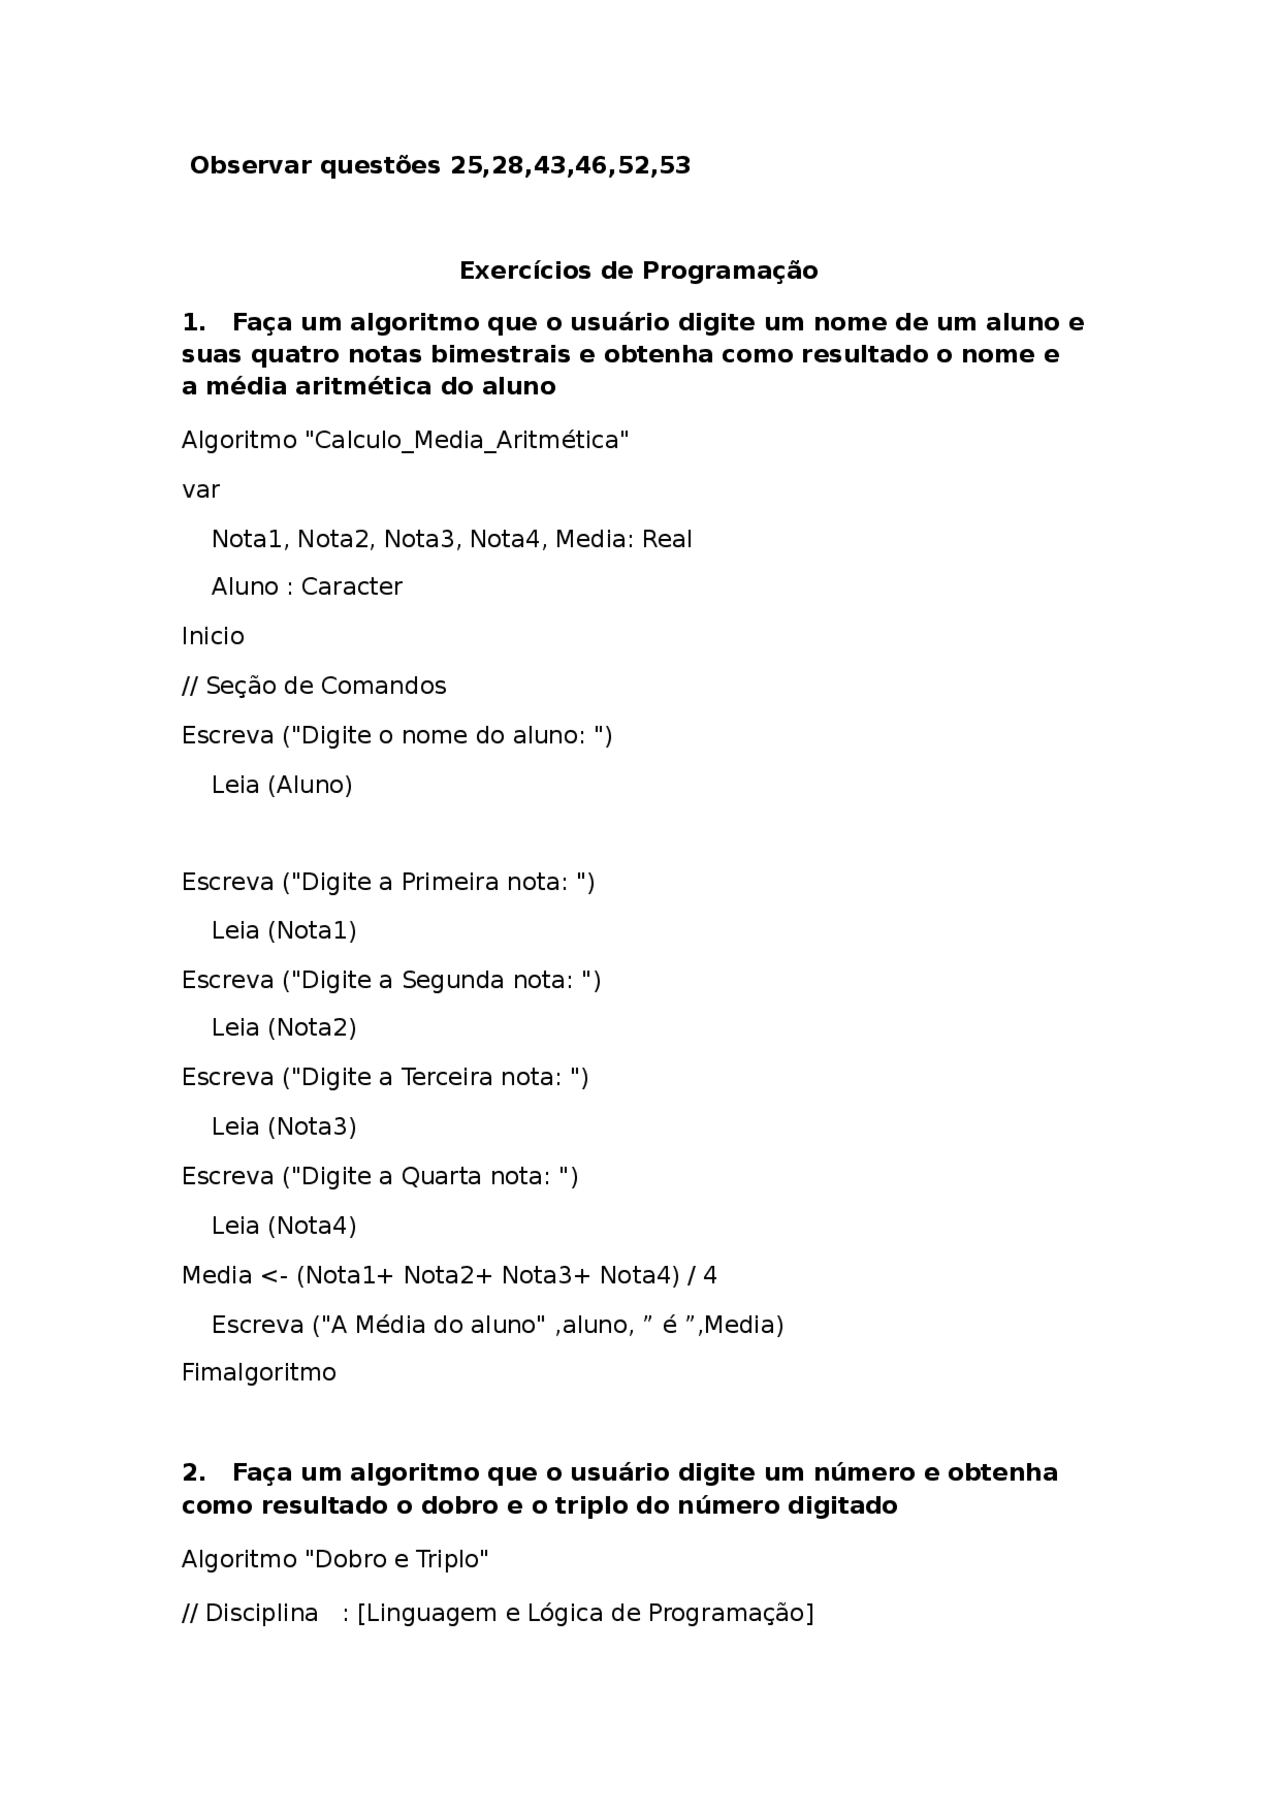 Observar questões 25,28,43,46,52,53
Exercícios de Programação
1. Faça um algoritmo que o usuário digite um nome de um aluno e
suas quatro notas bimestrais e obtenha como resultado o nome e
a média aritmética do aluno
Algoritmo "Calculo_Media_Aritmética"
var
Nota1, Nota2, Nota3, Nota4, Media: Real
Aluno : Caracter
Inicio
// Seção de Comandos
Escreva ("Digite o nome do aluno: ")
Leia (Aluno)
Escreva ("Digite a Primeira nota: ")
Leia (Nota1)
Escreva ("Digite a Segunda nota: ")
Leia (Nota2)
Escreva ("Digite a Terceira nota: ")
Leia (Nota3)
Escreva ("Digite a Quarta nota: ")
Leia (Nota4)
Media <- (Nota1+ Nota2+ Nota3+ Nota4) / 4
Escreva ("A Média do aluno" ,aluno, ” é ”,Media)
Fimalgoritmo
2. Faça um algoritmo que o usuário digite um número e obtenha
como resultado o dobro e o triplo do número digitado
Algoritmo "Dobro e Triplo"
// Disciplina : [Linguagem e Lógica de Programação]